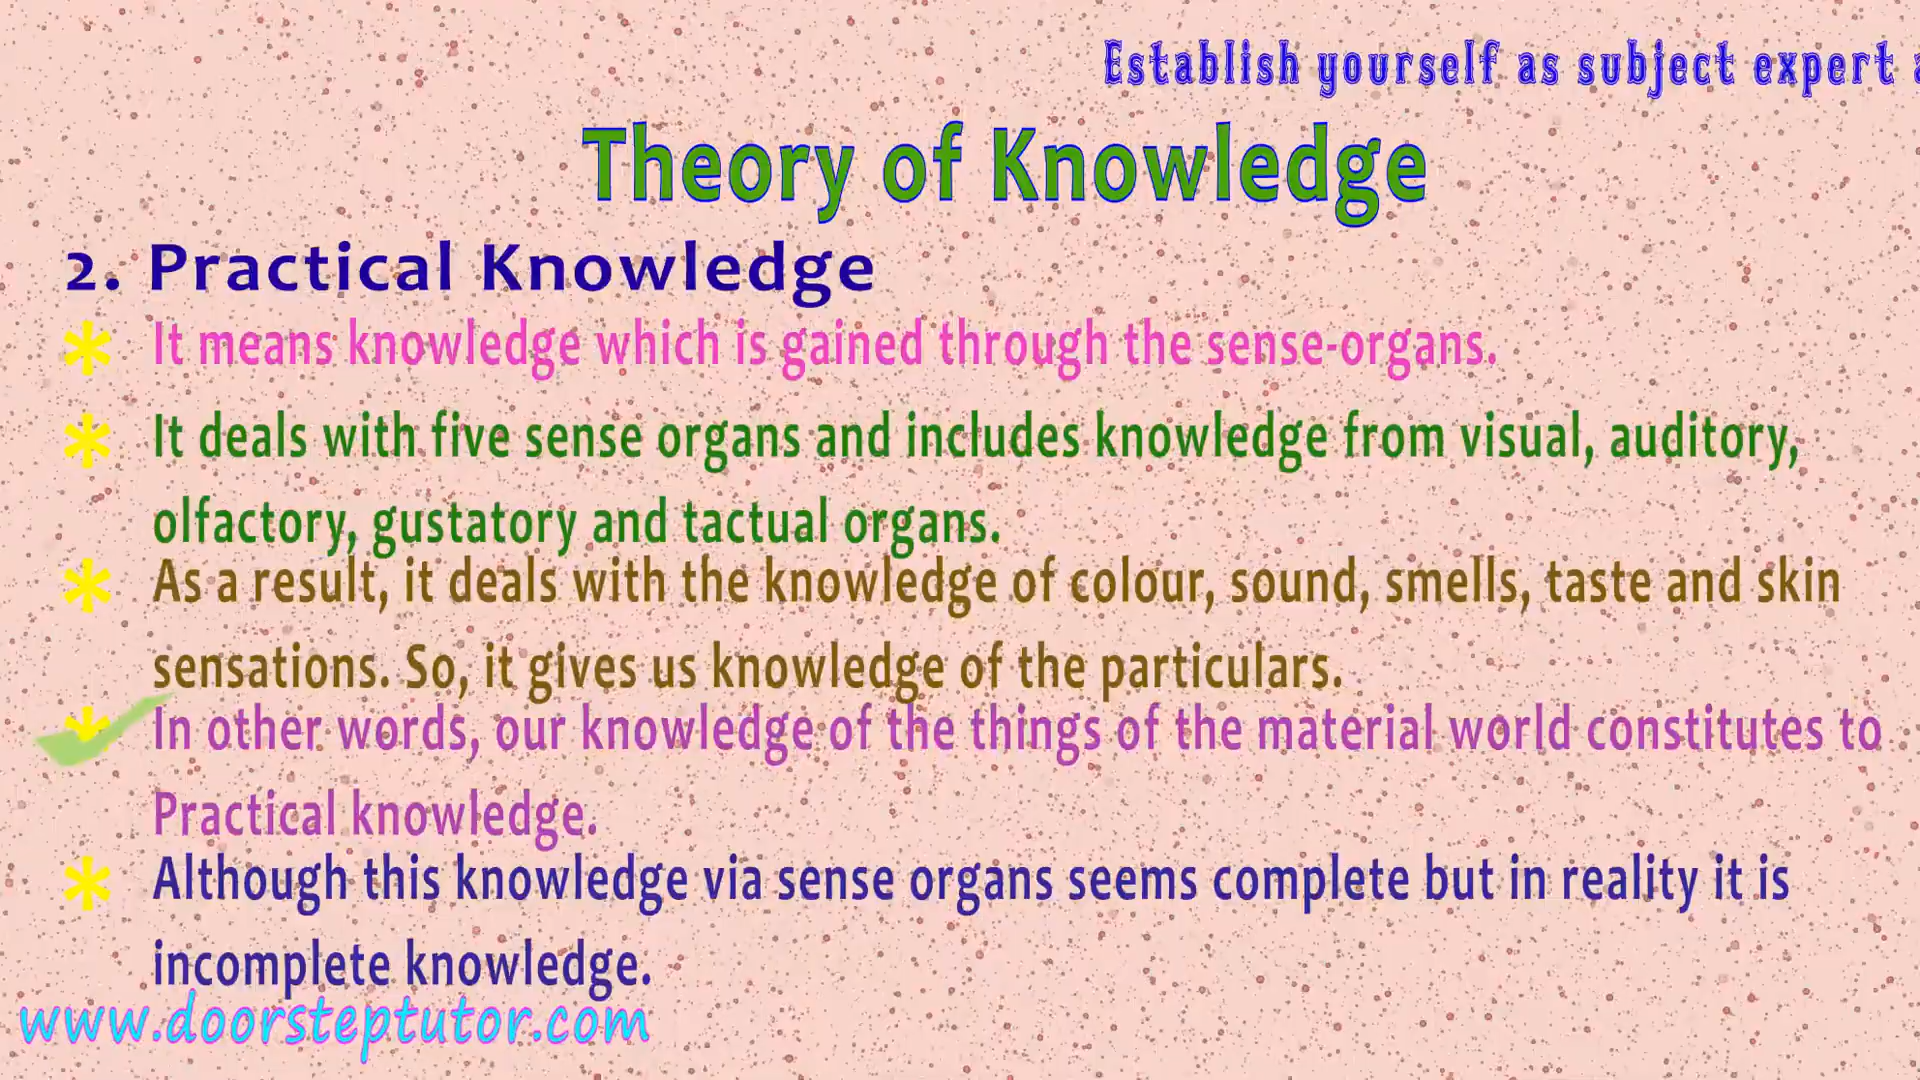 Establish yourself as subject expert
Theory of Knowledge
2. Practical Knowledge
It means knowledge which is gained through the sense-organs.
It deals with five sense organs and includes knowledge from visual, auditory,
olfactory, gustatory and tactual organs.
As a result, it deals with the knowledge of colour, sound, smells, taste and skin
sensations. So, it gives us knowledge of the particulars.
In other words, our knowledge of the things of the material world constitutes to
Practical knowledge.
Although this knowledge via sense organs seems complete but in reality it is
incomplete knowledge.
www.doorsteptutor.com